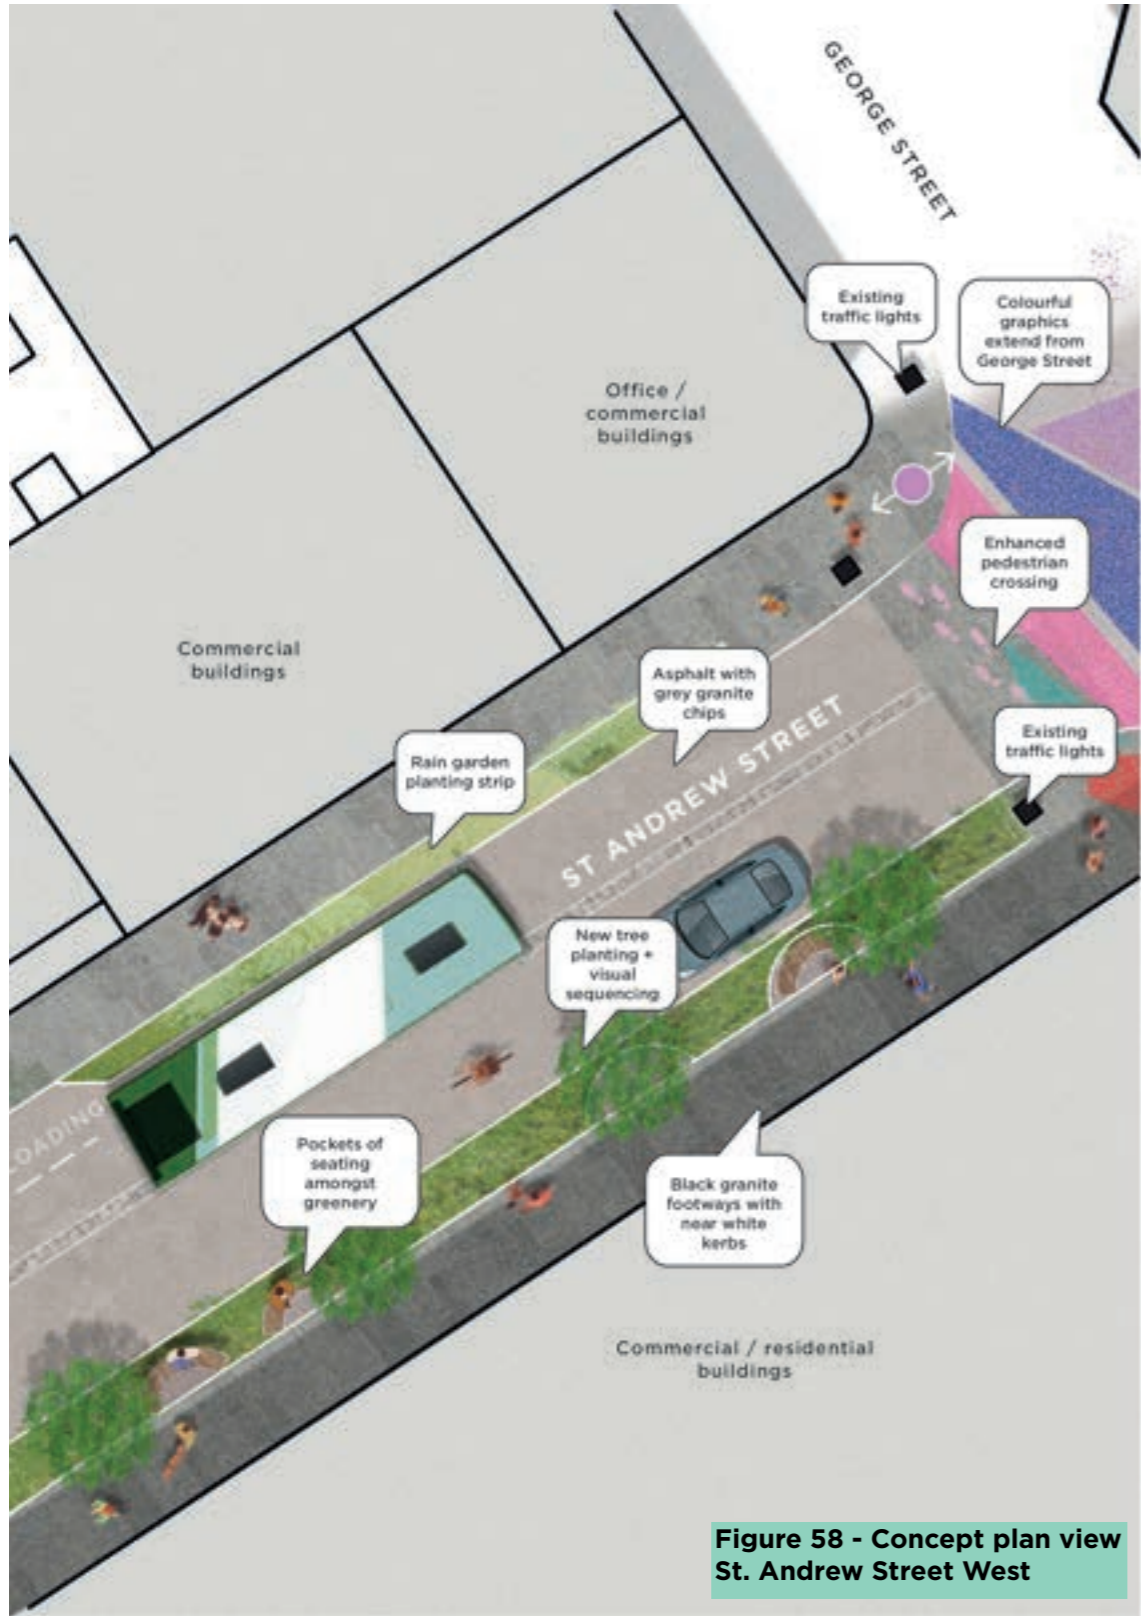 GEORGE STREET
Existing
traffic lights
Colourful
graphics
extend from
George Street
Office /
commercial
buildings
Enhanced
pedestrian
crossing
Commercial
buildings
Asphalt with
grey granite
chips
Existing
traffic lights
Rain garden
planting strip
ST ANDREW STREET
New tree
planting +
visual
sequencing
LOADING
Pockets of
seating
amongst
greenery
Black granite
footways with
near white
kerbs
Commercial / residential
buildings
Figure 58 - Concept plan view
St. Andrew Street West